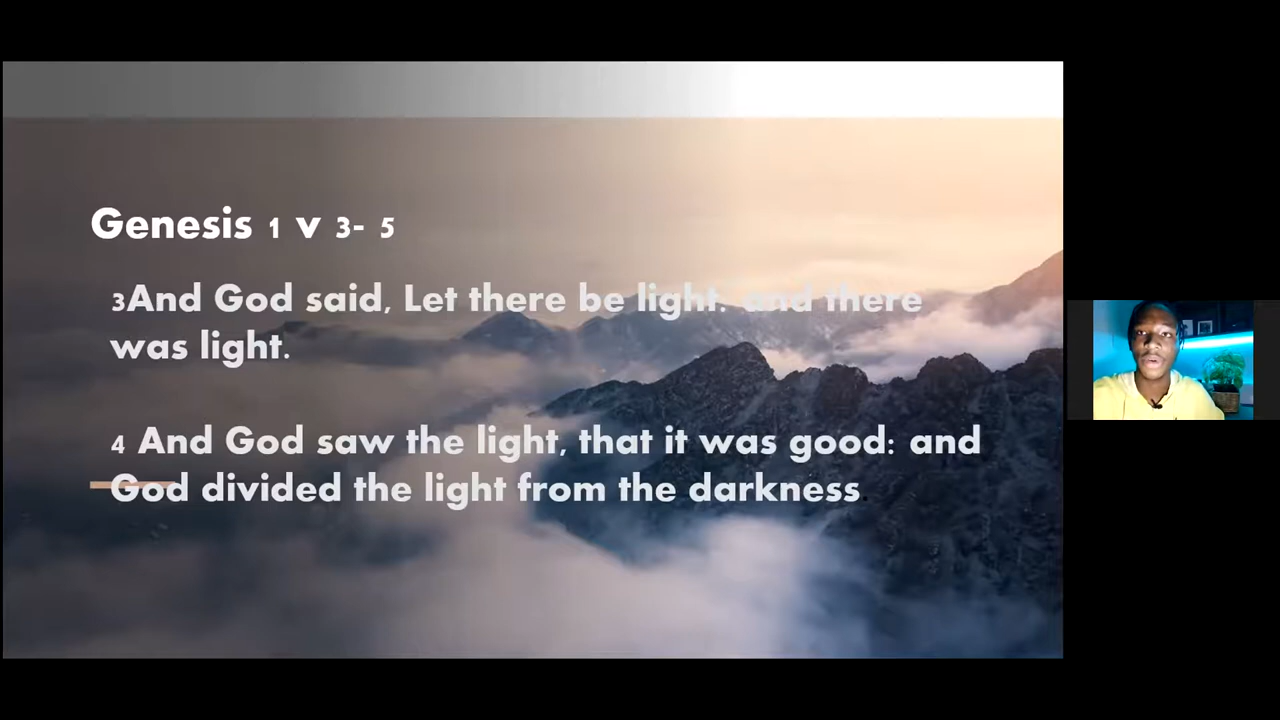 Genesis 1 v 3- 5
3And God said, Let there be light: and there
was light.
4 And God saw the light, that it was good: and
God divided the light from the darkness.